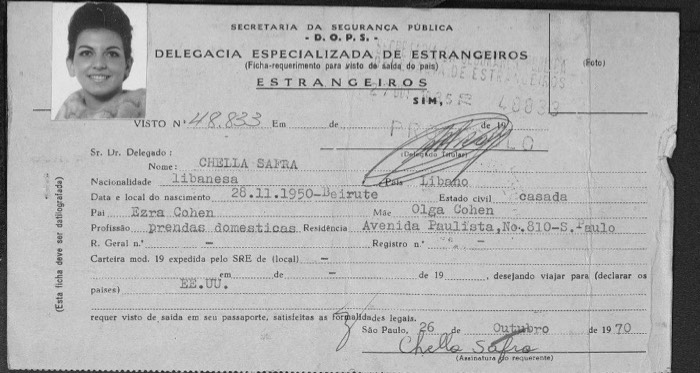 SECRETARIA DA SEGURANÇA PÚBLICA
- D. O. P. S. -
DELEGACIA ESPECIALIZADA DE ESTRANGEIROS
(Ficha-requerimento para visto de saída do país)
(Foto)
ESTRANGEIROS
SIM,
40033
VISTO N.º 48.833 Em de de 19
Sr. Dr. Delegado :
(Delegado Titular)
Nome: CHELLA SAFRA
Nacionalidade libanesa País Libano
Data e local do nascimento 28.11.1950-Beirute Estado civil casada
Pai Ezra Cohen Mãe Olga Cohen
Profissão prendas domesticas Residência Avenida Paulista,No.810-S.Paulo
R. Geral n.º - Registro n.º -
Carteira mod. 19 expedida pelo SRE de (local) -
em de - de 19 , desejando viajar para (declarar os
países) EE.UU.
requer visto de saída em seu passaporte, satisfeitas as formalidades legais.
São Paulo, 26 de Outubro de 1970
Chella Safra
(Assinatura do requerente)
(Esta ficha deve ser datilografada)